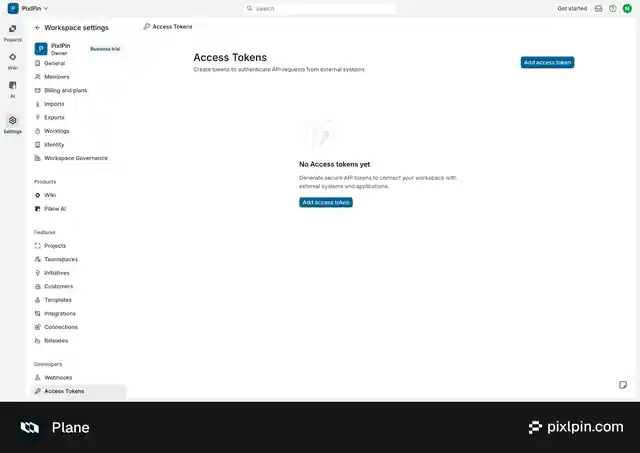 PixlPin
Search
Get started
M
Projects
Wiki
AI
Settings
Workspace settings
P
PixlPin
Owner
Business trial
General
Members
Billing and plans
Imports
Exports
Worklogs
Identity
Workspace Governance
Products
Wiki
Plane AI
Features
Projects
Teamspaces
Initiatives
Customers
Templates
Integrations
Connections
Releases
Developers
Webhooks
Access Tokens
Access Tokens
Access Tokens
Create tokens to authenticate API requests from external systems.
Add access token
No Access tokens yet
Generate secure API tokens to connect your workspace with
external systems and applications.
Add access token
Plane
pixlpin.com